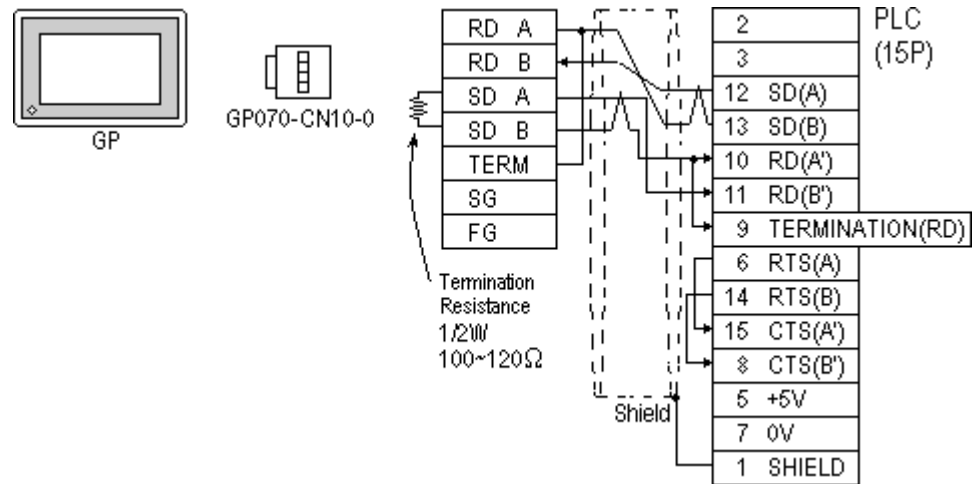 GP
GP070-CN10-0
RD A
RD B
SD A
SD B
TERM
SG
FG
Termination
Resistance
1/2W
100~120Ω
Shield
PLC
(15P)
2
3
12 SD(A)
13 SD(B)
10 RD(A')
11 RD(B')
9 TERMINATION(RD)
6 RTS(A)
14 RTS(B)
15 CTS(A')
8 CTS(B')
5 +5V
7 0V
1 SHIELD